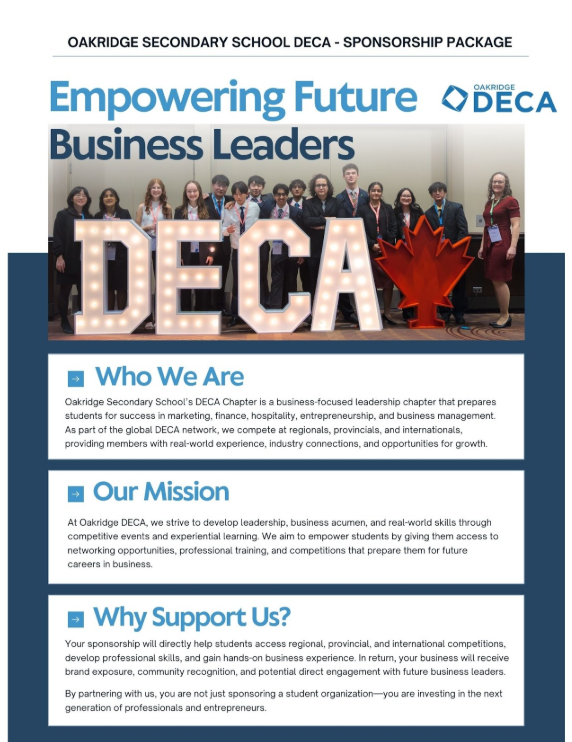 OAKRIDGE SECONDARY SCHOOL DECA - SPONSORSHIP PACKAGE
Empowering Future
OAKRIDGE
DECA
Business Leaders
DECA
Who We Are
Oakridge Secondary School's DECA Chapter is a business-focused leadership chapter that prepares
students for success in marketing, finance, hospitality, entrepreneurship, and business management.
As part of the global DECA network, we compete at regionals, provincials, and internationals,
providing members with real-world experience, industry connections, and opportunities for growth.
Our Mission
At Oakridge DECA, we strive to develop leadership, business acumen, and real-world skills through
competitive events and experiential learning. We aim to empower students by giving them access to
networking opportunities, professional training, and competitions that prepare them for future
careers in business.
Why Support Us?
Your sponsorship will directly help students access regional, provincial, and international competitions,
develop professional skills, and gain hands-on business experience. In return, your business will receive
brand exposure, community recognition, and potential direct engagement with future business leaders.
By partnering with us, you are not just sponsoring a student organization—you are investing in the next
generation of professionals and entrepreneurs.